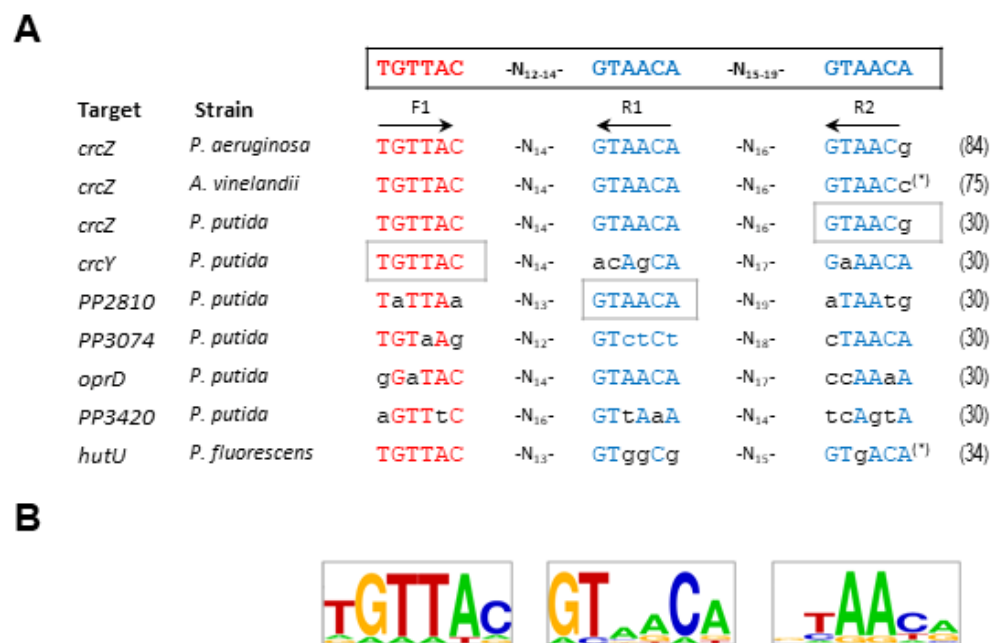 A
TGTTAC -N12-14- GTAACA -N15-19- GTAACA
Target Strain F1 R1 R2
crcZ P. aeruginosa TGTTAC -N14- GTAACA -N16- GTAACg (84)
crcZ A. vinelandii TGTTAC -N14- GTAACA -N16- GTAACc(*) (75)
crcZ P. putida TGTTAC -N14- GTAACA -N16- GTAACg (30)
crcY P. putida TGTTAC -N14- acAgCA -N17- GaAACA (30)
PP2810 P. putida TaTTAa -N13- GTAACA -N19- aTAAtg (30)
PP3074 P. putida TGTaAg -N12- GTctCt -N18- cTAACA (30)
oprD P. putida gGaTAC -N14- GTAACA -N17- ccAAaA (30)
PP3420 P. putida aGTTtC -N16- GTtAaA -N14- tcAgtA (30)
hutU P. fluorescens TGTTAC -N13- GTggCg -N15- GTgACA(*) (34)
B
TGTTAC GTAACA TAACA